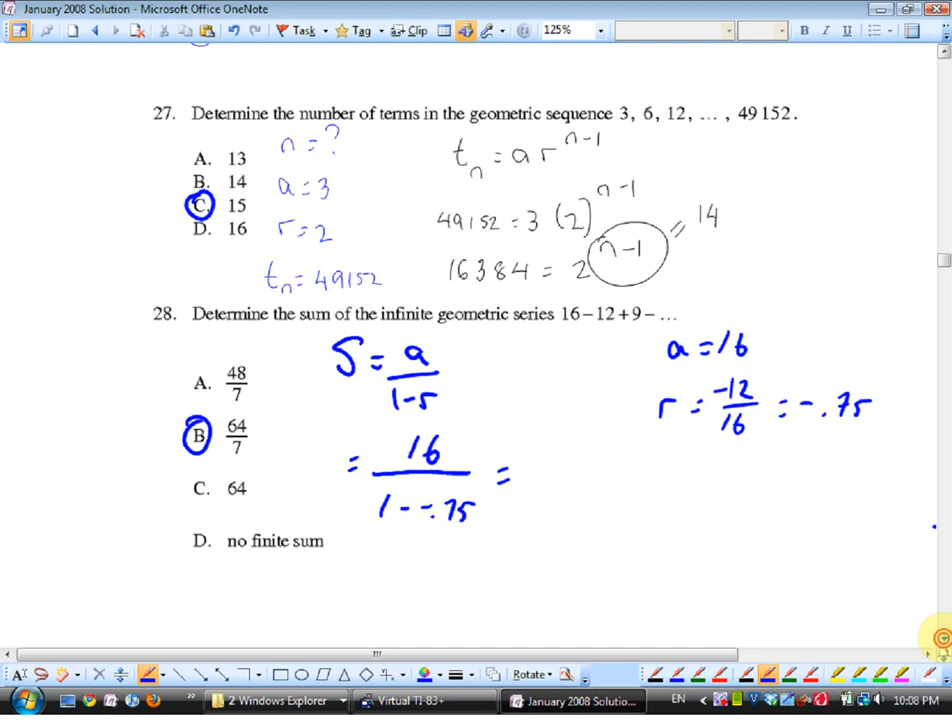 January 2008 Solution - Microsoft Office OneNote
Task Tag Clip 125% B I U
27. Determine the number of terms in the geometric sequence 3, 6, 12, … , 49 152.
A. 13
B. 14
C. 15
D. 16
n = ?
a = 3
r = 2
tn = 49152
tn = a r^n-1
49152 = 3 (2)^n-1
16384 = 2^n-1 = 14
28. Determine the sum of the infinite geometric series 16 – 12 + 9 – …
A. 48/7
B 64/7
C. 64
D. no finite sum
S = a/1-r
= 16/1--.75 =
a = 16
r = -12/16 = -.75
Rotate
2 Windows Explorer Virtual TI-83+ January 2008 Solutio... EN 10:08 PM